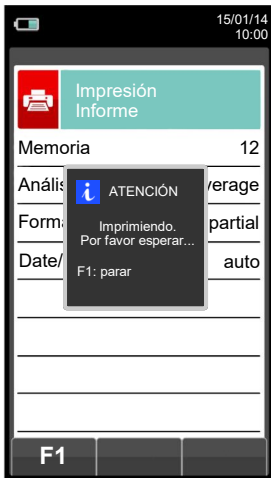 15/01/14
10:00
Impresión
Informe
Memoria 12
Anális verage
Forma partial
Date/ auto
ATENCIÓN
Imprimiendo.
Por favor esperar...
F1: parar
F1